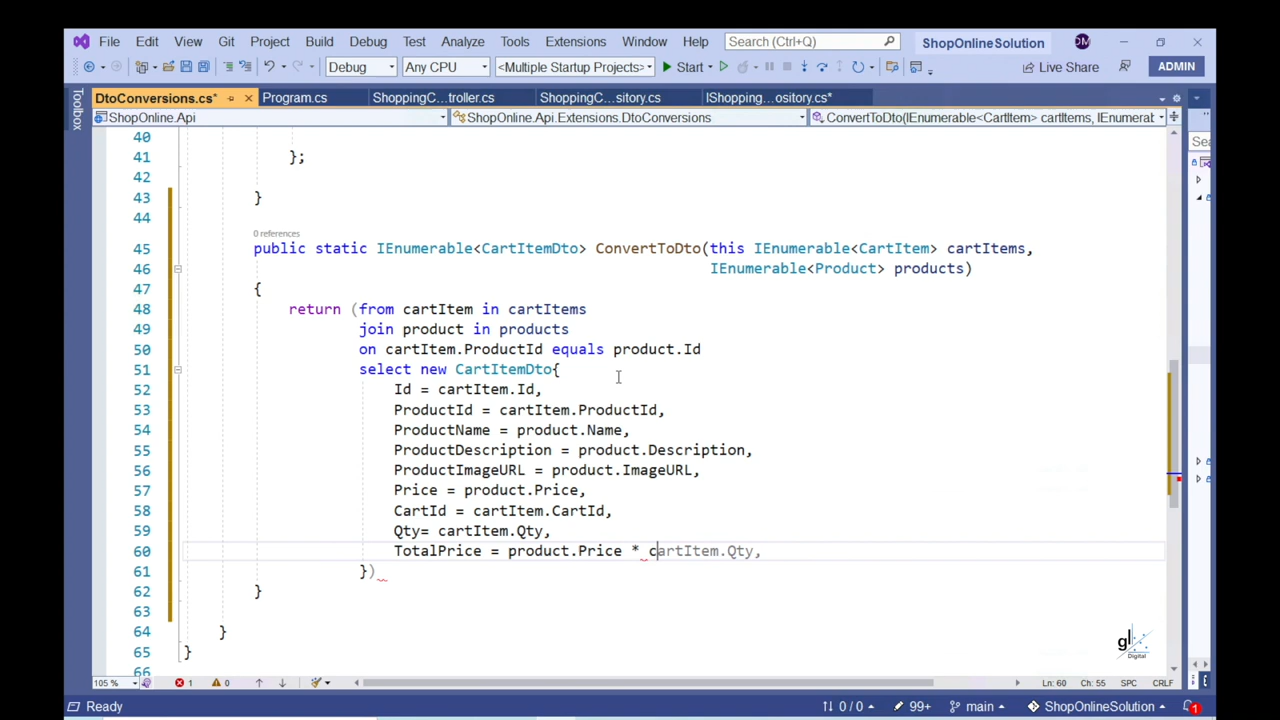 File Edit View Git Project Build Debug Test Analyze Tools Extensions Window Help Search (Ctrl+Q) ShopOnlineSolution DM
Debug Any CPU <Multiple Startup Projects> Start Live Share ADMIN
Toolbox
DtoConversions.cs* Program.cs ShoppingC...troller.cs ShoppingC...sitory.cs IShopping...ository.cs*
ShopOnline.Api ShopOnline.Api.Extensions.DtoConversions ConvertToDto(IEnumerable<CartItem> cartItems, IEnumerat
40
41 };
42
43 }
44
0 references
45 public static IEnumerable<CartItemDto> ConvertToDto(this IEnumerable<CartItem> cartItems,
46 IEnumerable<Product> products)
47 {
48 return (from cartItem in cartItems
49 join product in products
50 on cartItem.ProductId equals product.Id
51 select new CartItemDto{
52 Id = cartItem.Id,
53 ProductId = cartItem.ProductId,
54 ProductName = product.Name,
55 ProductDescription = product.Description,
56 ProductImageURL = product.ImageURL,
57 Price = product.Price,
58 CartId = cartItem.CartId,
59 Qty= cartItem.Qty,
60 TotalPrice = product.Price * cartItem.Qty,
61 })
62 }
63
64 }
65 }
66
gl
Digital
105 % 1 0 Ln: 60 Ch: 55 SPC CRLF
Ready 0 / 0 99+ main ShopOnlineSolution 1